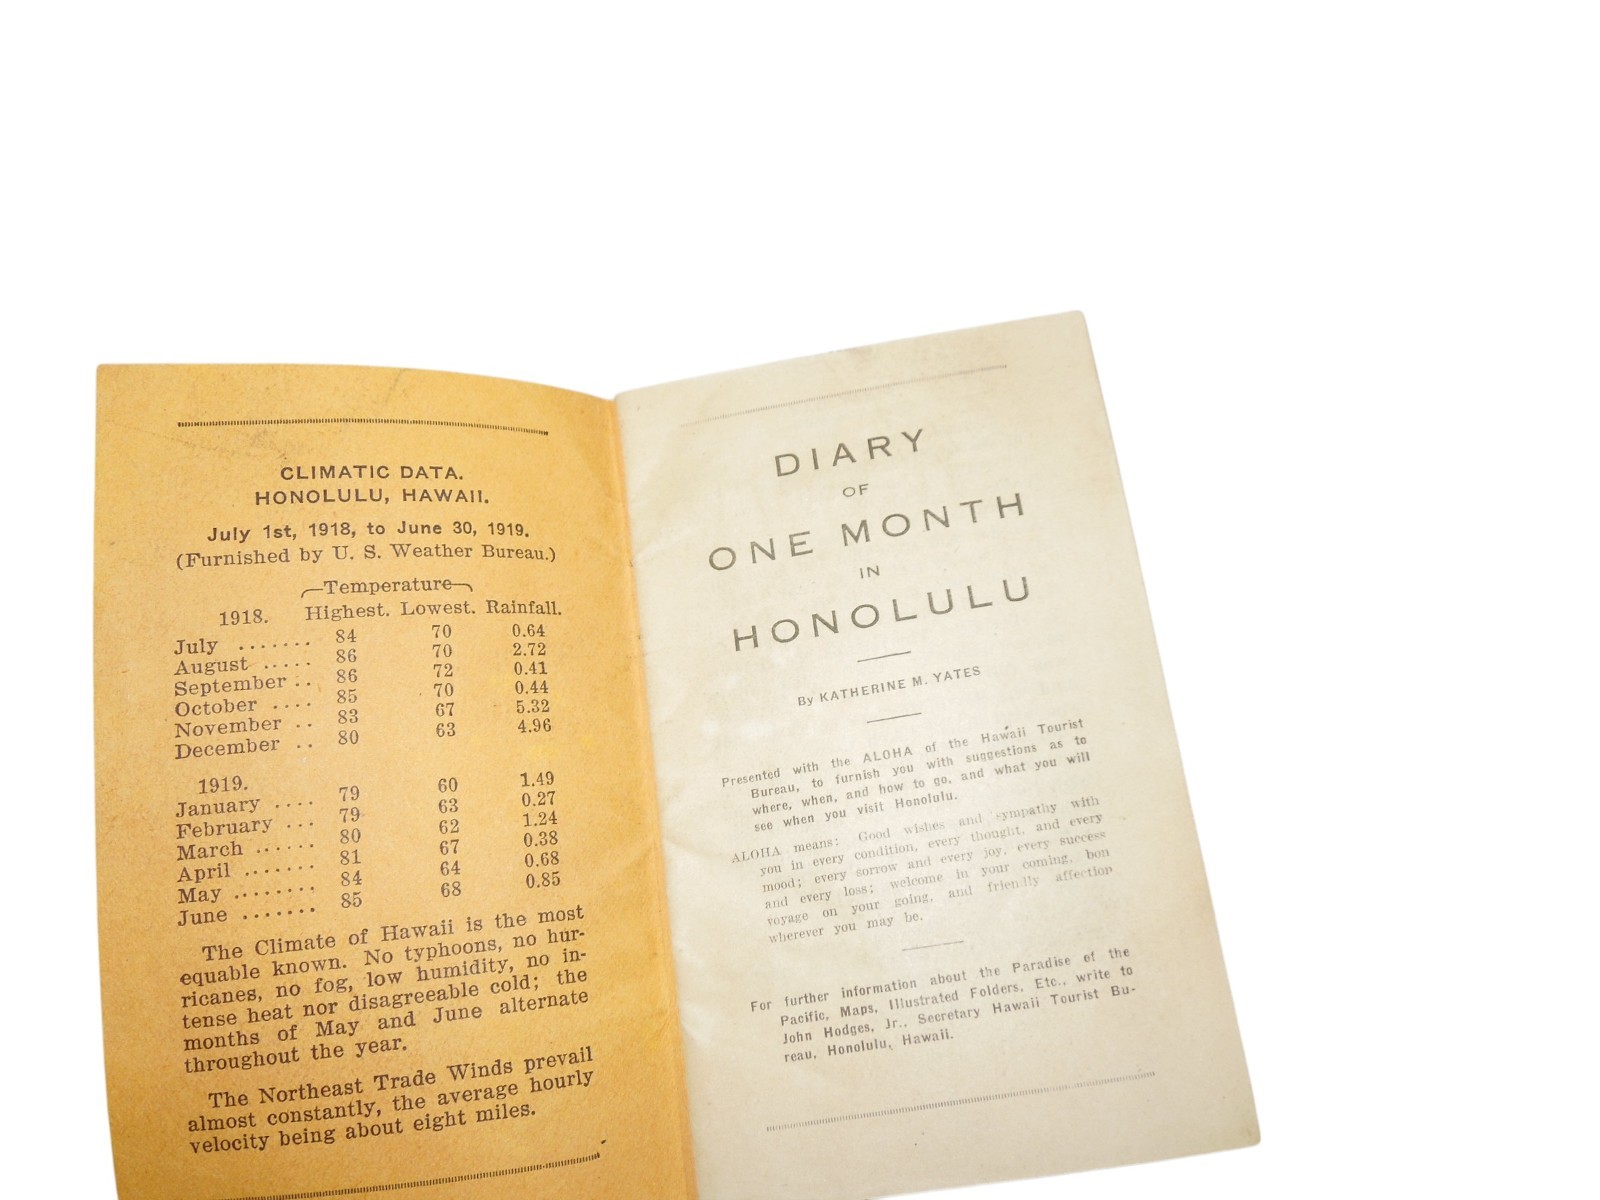 CLIMATIC DATA.
HONOLULU, HAWAII.
July 1st, 1918, to June 30, 1919.
(Furnished by U. S. Weather Bureau.)
Temperature
1918. Highest. Lowest. Rainfall.
July ....... 84 70 0.64
August ..... 86 70 2.72
September .. 86 72 0.41
October .... 85 70 0.44
November .. 83 67 5.32
December .. 80 63 4.96
1919.
January .... 79 60 1.49
February ... 79 63 0.27
March ...... 80 62 1.24
April ....... 81 67 0.38
May ........ 84 64 0.68
June ....... 85 68 0.85
The Climate of Hawaii is the most
equable known. No typhoons, no hur-
ricanes, no fog, low humidity, no in-
tense heat nor disagreeable cold; the
months of May and June alternate
throughout the year.
The Northeast Trade Winds prevail
almost constantly, the average hourly
velocity being about eight miles.
DIARY
OF
ONE MONTH
IN
HONOLULU
By KATHERINE M. YATES
Presented with the ALOHA of the Hawaii Tourist
Bureau, to furnish you with suggestions as to
where, when, and how to go, and what you will
see when you visit Honolulu.
ALOHA means: Good wishes and sympathy with
you in every condition, every thought, and every
mood; every sorrow and every joy, every success
and every loss; welcome in your coming, bon
voyage on your going, and friendly affection
wherever you may be.
For further information about the Paradise of the
Pacific, Maps, Illustrated Folders, Etc., write to
John Hodges, Jr., Secretary Hawaii Tourist Bu-
reau, Honolulu, Hawaii.